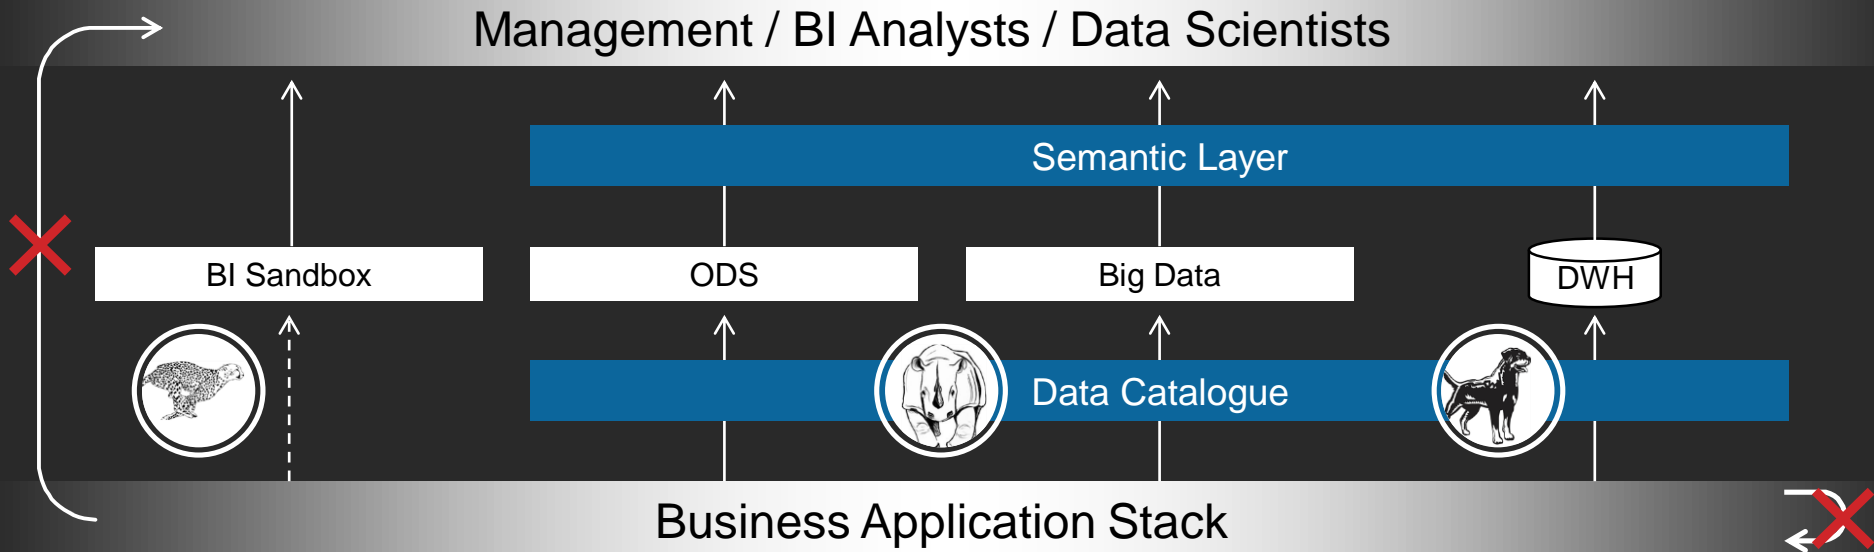 Management / BI Analysts / Data Scientists
Semantic Layer
BI Sandbox
ODS
Big Data
DWH
Data Catalogue
Business Application Stack